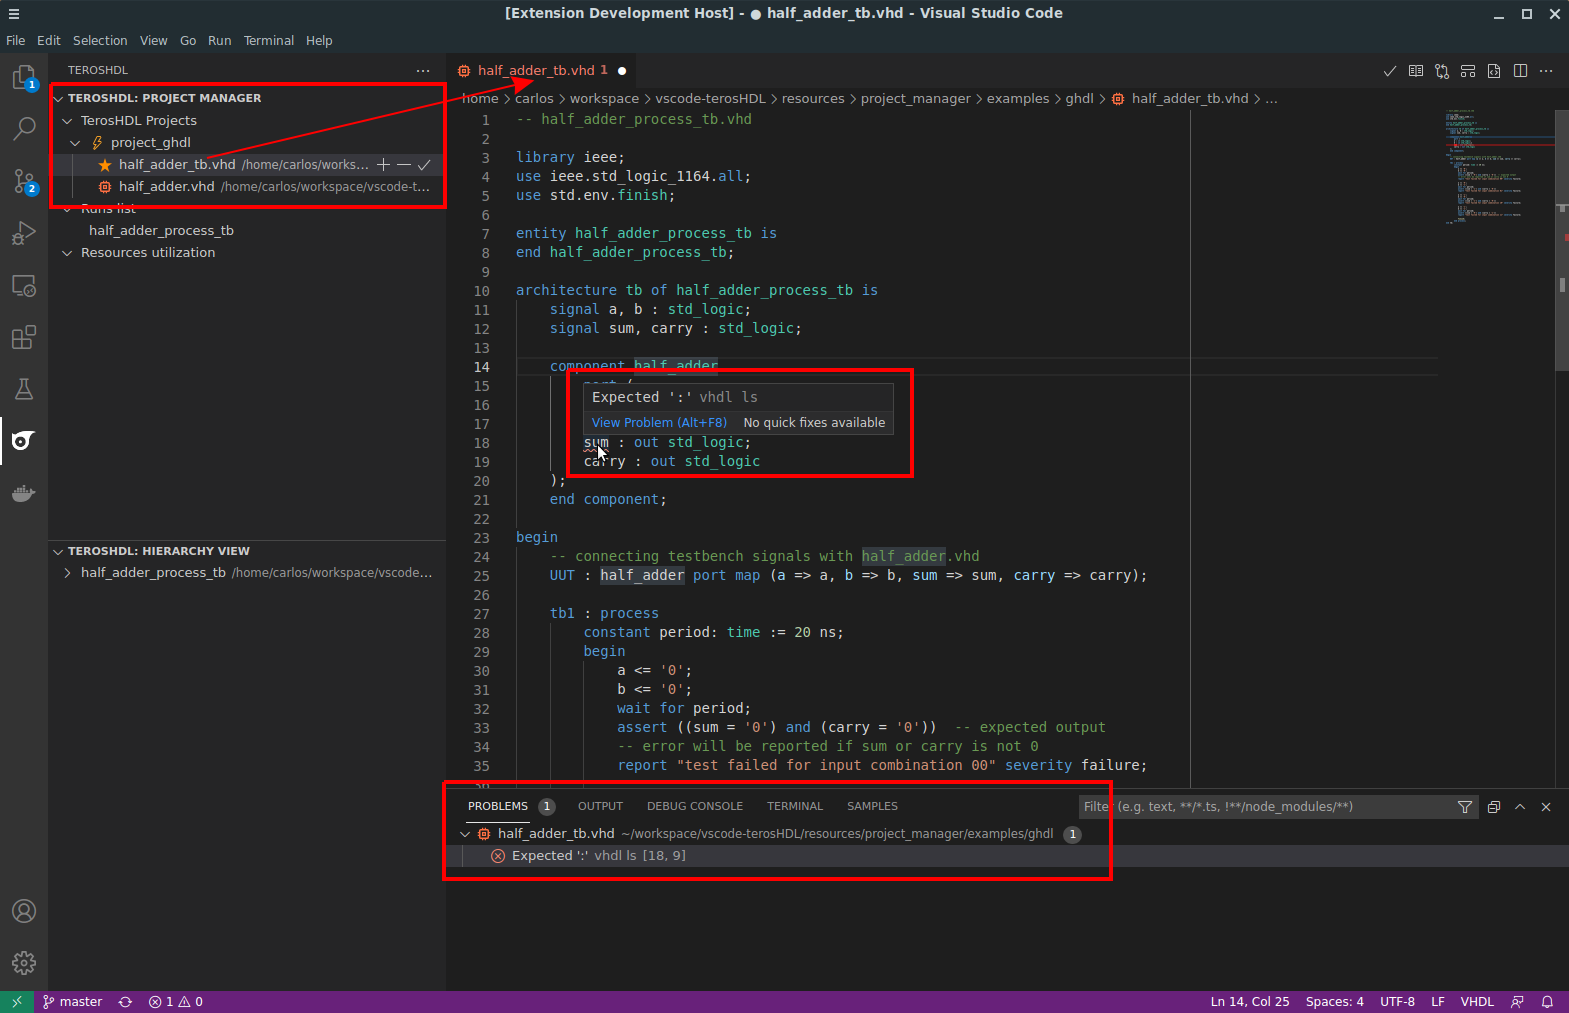 [Extension Development Host] - ● half_adder_tb.vhd - Visual Studio Code
File Edit Selection View Go Run Terminal Help
TEROSHDL ...
TEROSHDL: PROJECT MANAGER
TerosHDL Projects
project_ghdl
half_adder_tb.vhd /home/carlos/works...
half_adder.vhd /home/carlos/workspace/vscode-t...
Runs list
half_adder_process_tb
Resources utilization
TEROSHDL: HIERARCHY VIEW
half_adder_process_tb /home/carlos/workspace/vscode...
1
2
half_adder_tb.vhd 1 ●
home > carlos > workspace > vscode-terosHDL > resources > project_manager > examples > ghdl > half_adder_tb.vhd > ...
1 -- half_adder_process_tb.vhd
2
3 library ieee;
4 use ieee.std_logic_1164.all;
5 use std.env.finish;
6
7 entity half_adder_process_tb is
8 end half_adder_process_tb;
9
10 architecture tb of half_adder_process_tb is
11 signal a, b : std_logic;
12 signal sum, carry : std_logic;
13
14 component half_adder
15 port (
16
17
Expected ':' vhdl ls
View Problem (Alt+F8) No quick fixes available
18 sum : out std_logic;
19 carry : out std_logic
20 );
21 end component;
22
23 begin
24 -- connecting testbench signals with half_adder.vhd
25 UUT : half_adder port map (a => a, b => b, sum => sum, carry => carry);
26
27 tb1 : process
28 constant period: time := 20 ns;
29 begin
30 a <= '0';
31 b <= '0';
32 wait for period;
33 assert ((sum = '0') and (carry = '0')) -- expected output
34 -- error will be reported if sum or carry is not 0
35 report "test failed for input combination 00" severity failure;
36
PROBLEMS 1 OUTPUT DEBUG CONSOLE TERMINAL SAMPLES Filter (e.g. text, **/*.ts, !**/node_modules/**)
half_adder_tb.vhd ~/workspace/vscode-terosHDL/resources/project_manager/examples/ghdl 1
Expected ':' vhdl ls [18, 9]
master 1 0 Ln 14, Col 25 Spaces: 4 UTF-8 LF VHDL